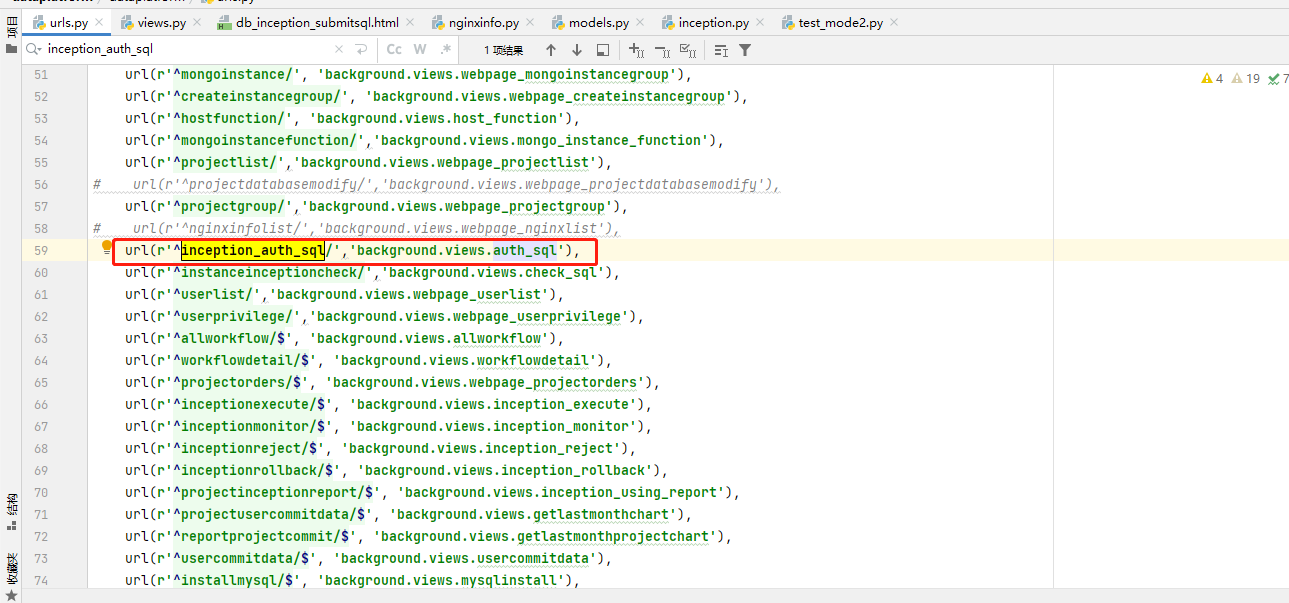 urls.py
views.py
db_inception_submitsql.html
nginxinfo.py
models.py
inception.py
test_mode2.py
项目
inception_auth_sql
Cc W .*
1 项结果
4 19 7
51 url(r'^mongoinstance/', 'background.views.webpage_mongoinstancegroup'),
52 url(r'^createinstancegroup/', 'background.views.webpage_createinstancegroup'),
53 url(r'^hostfunction/', 'background.views.host_function'),
54 url(r'^mongoinstancefunction/','background.views.mongo_instance_function'),
55 url(r'^projectlist/','background.views.webpage_projectlist'),
56 # url(r'^projectdatabasemodify/','background.views.webpage_projectdatabasemodify'),
57 url(r'^projectgroup/','background.views.webpage_projectgroup'),
58 # url(r'^nginxinfolist/','background.views.webpage_nginxlist'),
59 url(r'^inception_auth_sql/','background.views.auth_sql'),
60 url(r'^instanceinceptioncheck/','background.views.check_sql'),
61 url(r'^userlist/','background.views.webpage_userlist'),
62 url(r'^userprivilege/','background.views.webpage_userprivilege'),
63 url(r'^allworkflow/$', 'background.views.allworkflow'),
64 url(r'^workflowdetail/$', 'background.views.workflowdetail'),
65 url(r'^projectorders/$', 'background.views.webpage_projectorders'),
66 url(r'^inceptionexecute/$', 'background.views.inception_execute'),
67 url(r'^inceptionmonitor/$', 'background.views.inception_monitor'),
68 url(r'^inceptionreject/$', 'background.views.inception_reject'),
69 url(r'^inceptionrollback/$', 'background.views.inception_rollback'),
70 url(r'^projectinceptionreport/$', 'background.views.inception_using_report'),
71 url(r'^projectusercommitdata/$', 'background.views.getlastmonthchart'),
72 url(r'^reportprojectcommit/$', 'background.views.getlastmonthprojectchart'),
73 url(r'^usercommitdata/$', 'background.views.usercommitdata'),
74 url(r'^installmysql/$', 'background.views.mysqlinstall'),
结构
收藏夹